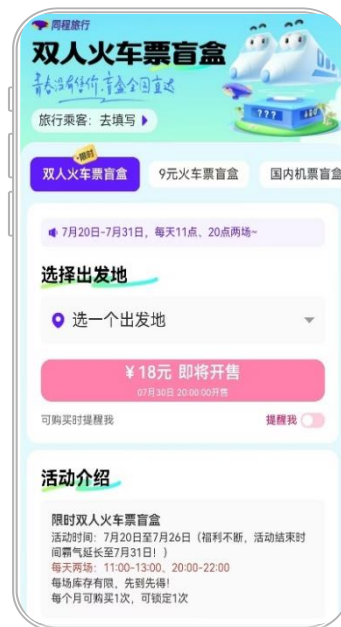 同程旅行
双人火车票盲盒
青春没有售价，盲盒全国直达
旅行乘客：去填写
限时
双人火车票盲盒
9元火车票盲盒
国内机票盲盒
7月20日-7月31日，每天11点、20点两场~
选择出发地
选一个出发地
¥18元 即将开售
07月30日 20:00:00开售
可购买时提醒我
提醒我
活动介绍
限时双人火车票盲盒
活动时间：7月20日至7月26日（福利不断，活动结束时
间霸气延长至7月31日！）
每天两场：11:00-13:00、20:00-22:00
每场库存有限，先到先得!
每个月可购买1次，可锁定1次